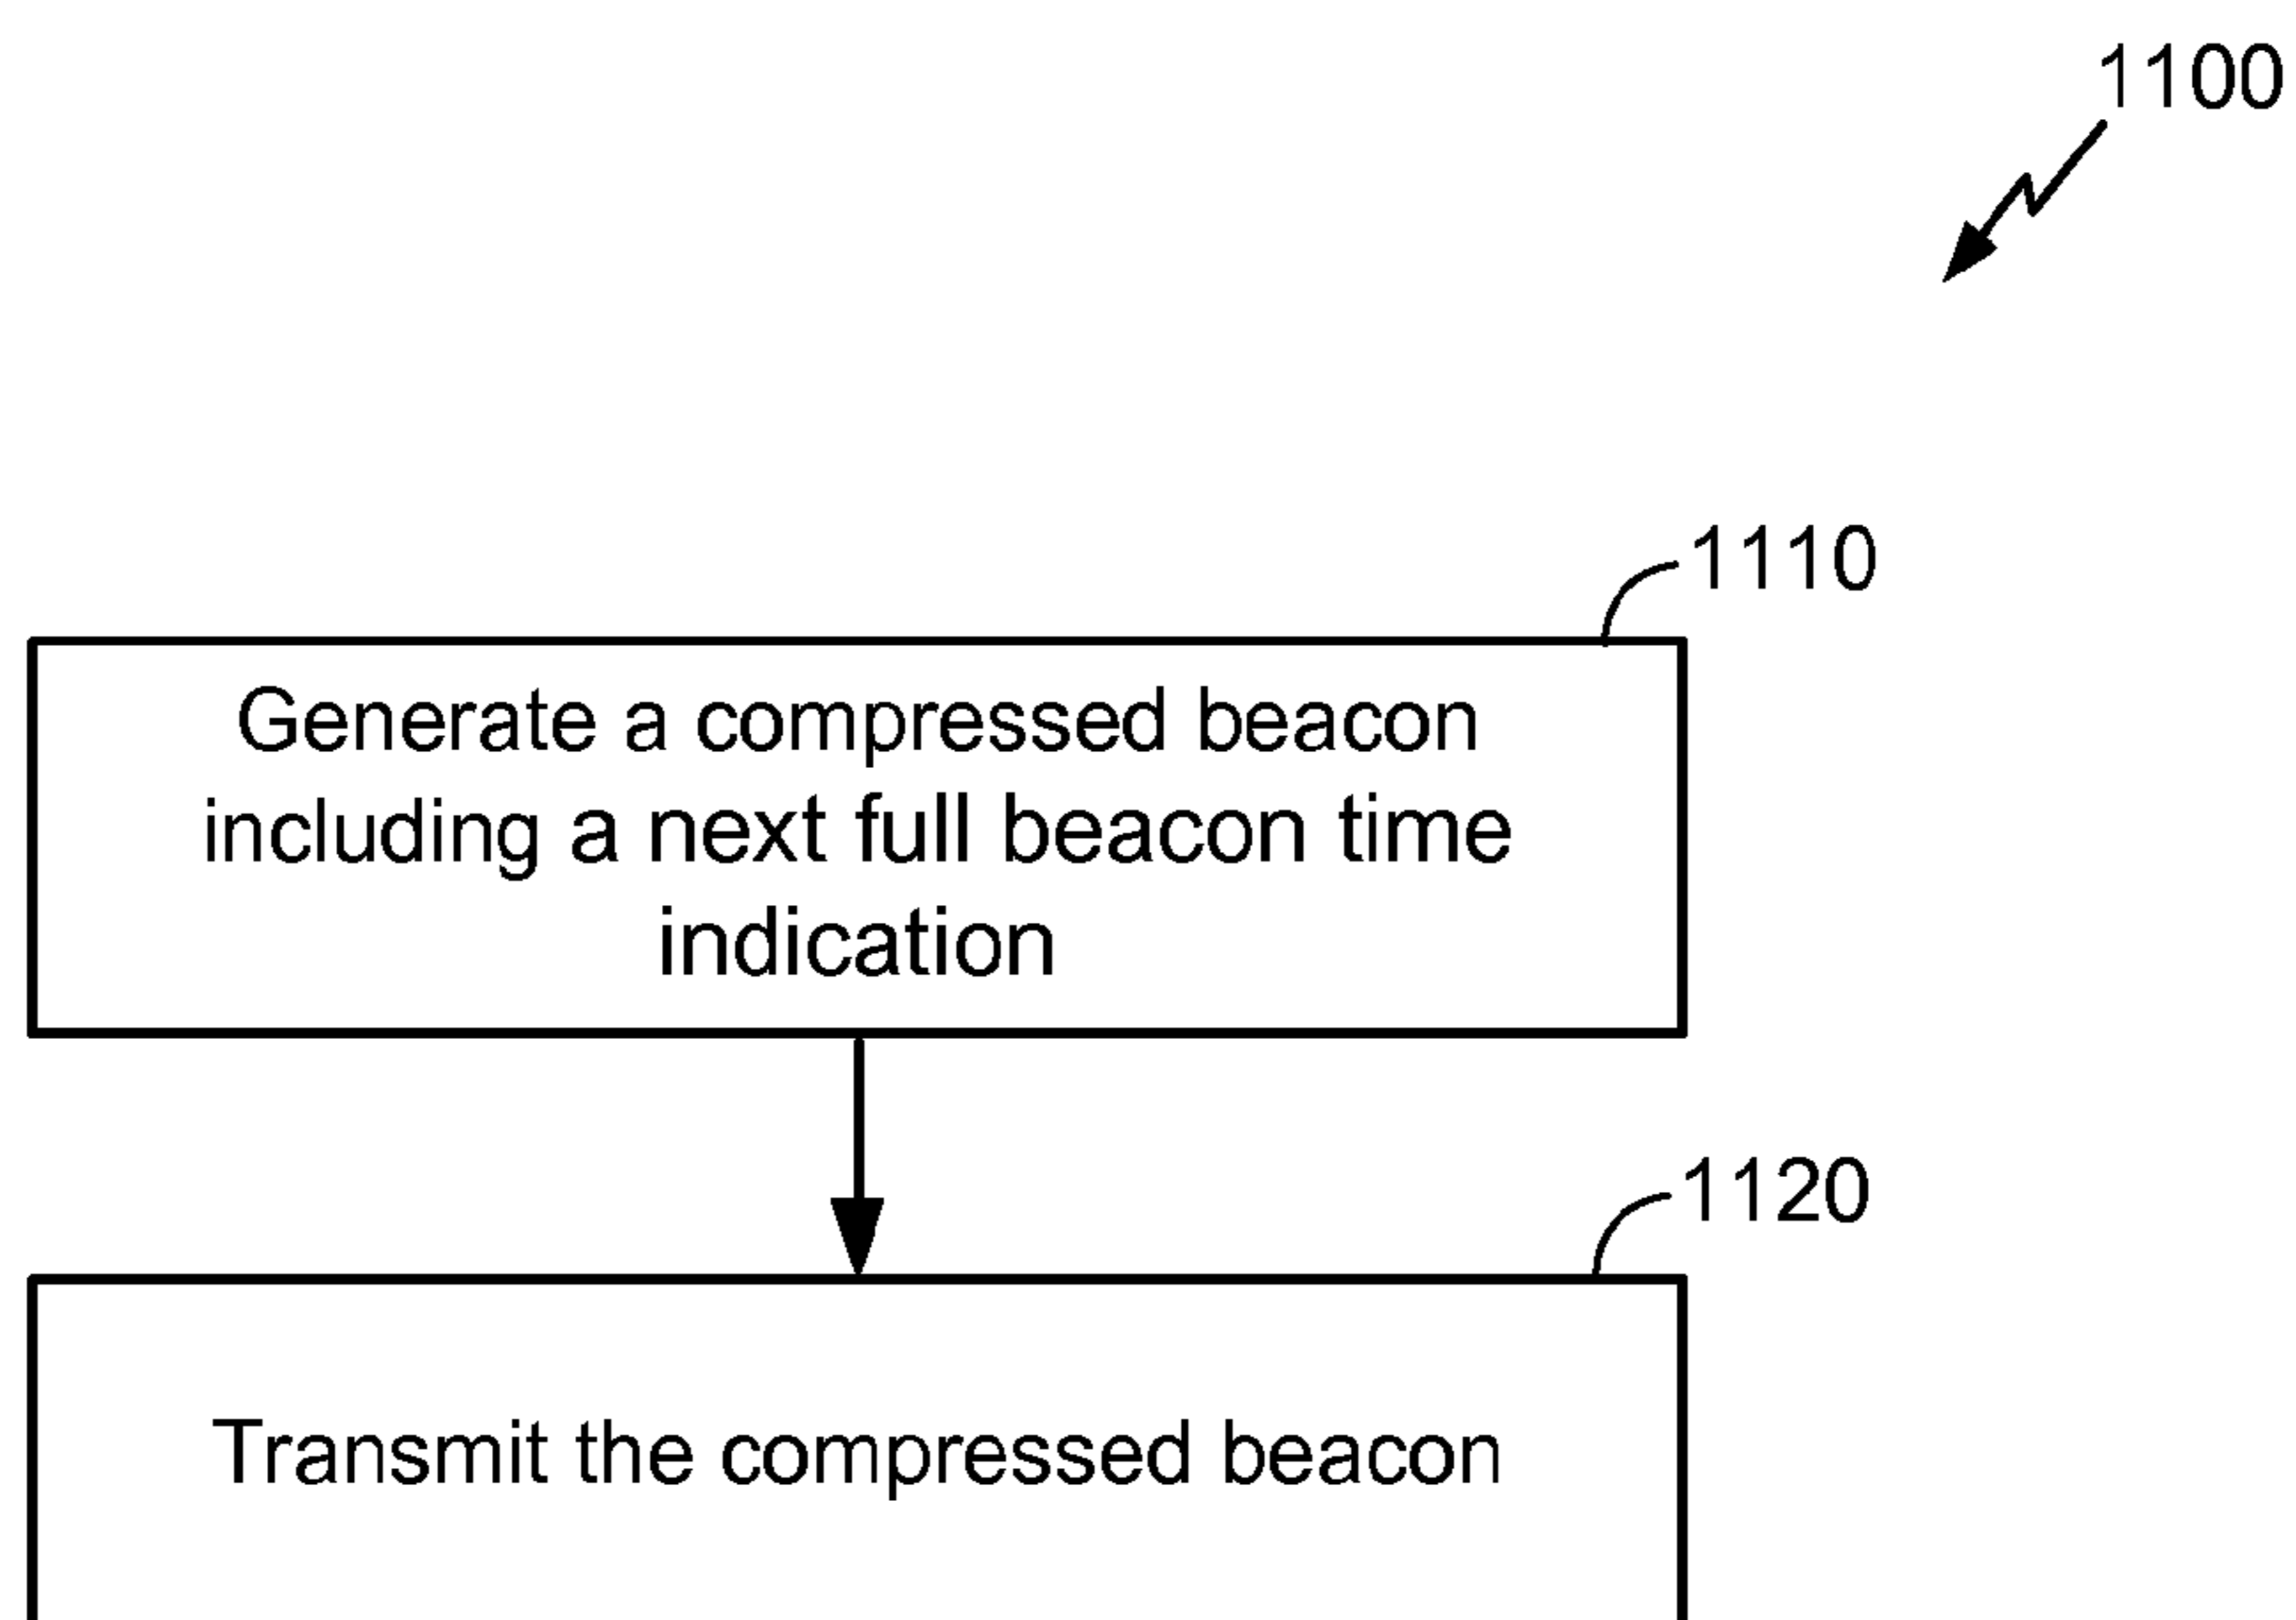 1100
1110
Generate a compressed beacon
including a next full beacon time
indication
1120
Transmit the compressed beacon